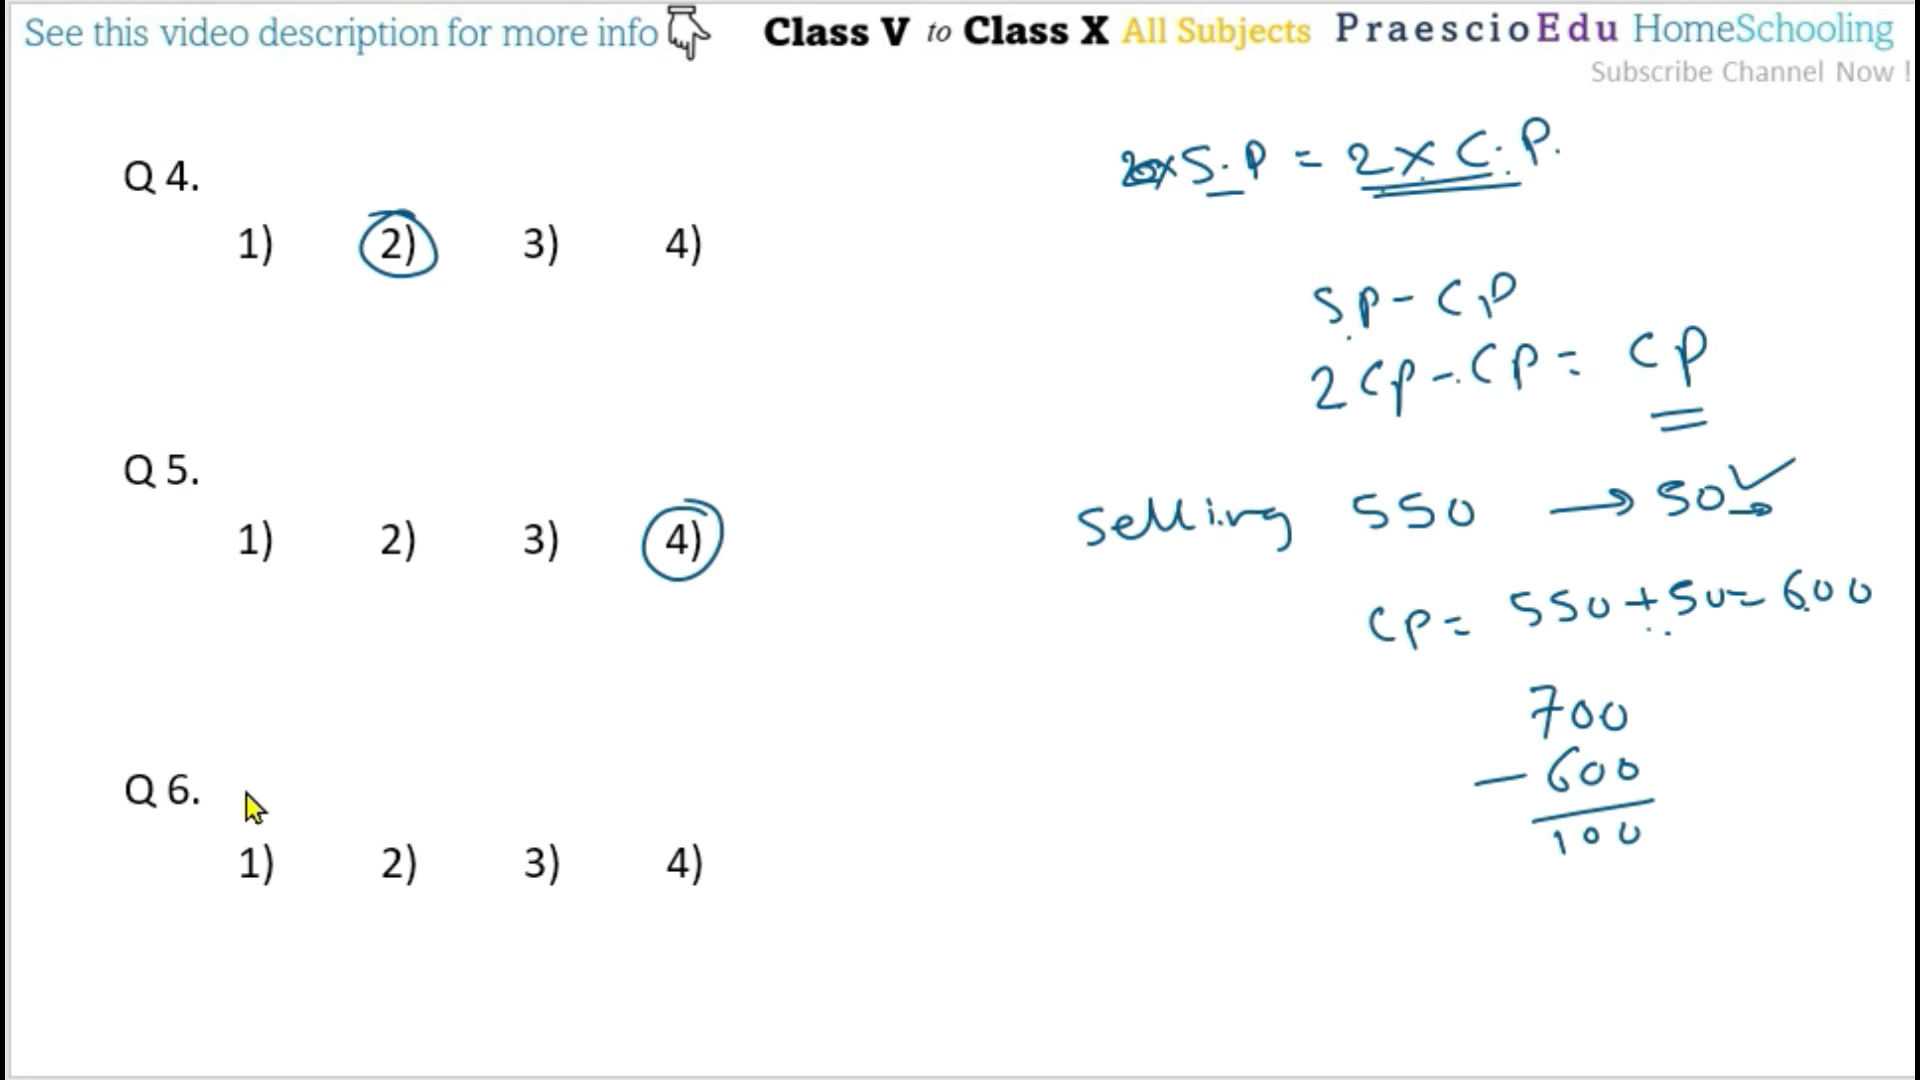 See this video description for more info Class V to Class X All Subjects PraescioEdu HomeSchooling
Subscribe Channel Now !
Q 4.
1) 2) 3) 4)
S.P = 2 x C.P.
SP - CP
2CP - CP = CP
Q 5.
1) 2) 3) 4)
Selling 550 → 50
CP = 550 + 50 = 600
700
- 600
100
Q 6.
1) 2) 3) 4)